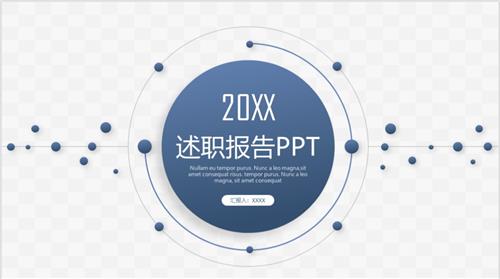 20XX
述职报告PPT
Nullam eu tempor purus. Nunc a leo magna,sit
amet consequat risus. tempor purus. Nunc a leo
magna, sit amet consequat
汇报人：XXXX